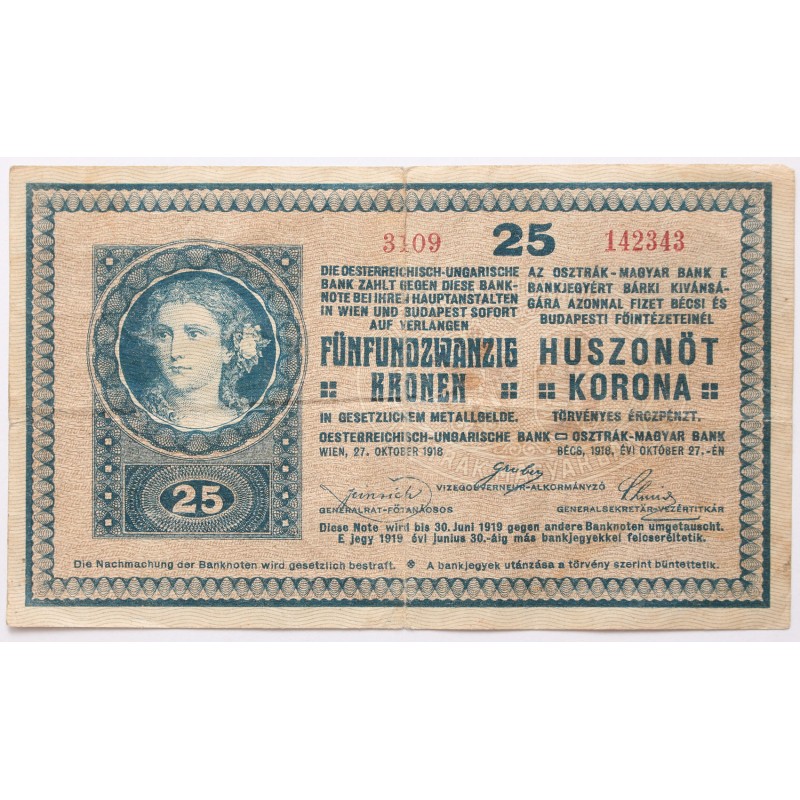 3109 25 142343
DIE OESTERREICHISCH-UNGARISCHE
BANK ZAHLT GEGEN DIESE BANK-
NOTE BEI IHREN HAUPTANSTALTEN
IN WIEN UND BUDAPEST SOFORT
AUF VERLANGEN
FÜNFUNDZWANZIG
KRONEN
IN GESETZLICHEM METALLGELDE.
OESTERREICHISCH-UNGARISCHE BANK
WIEN, 27. OKTOBER 1918
AZ OSZTRÁK-MAGYAR BANK E
BANKJEGYÉRT BÁRKI KIVÁNSÁ-
GÁRA AZONNAL FIZET BÉCSI ÉS
BUDAPESTI FŐINTÉZETEINÉL
HUSZONÖT
KORONA
TÖRVÉNYES ÉRCZPÉNZT.
OSZTRÁK-MAGYAR BANK
BÉCS, 1918. ÉVI OKTÓBER 27.-ÉN
25
Gruber
VIZEGOUVERNEUR-ALKORMÁNYZÓ
GENERALRAT-FŐTANÁCSOS
GENERALSEKRETÄR-VEZÉRTITKÁR
Diese Note wird bis 30. Juni 1919 gegen andere Banknoten umgetauscht.
E jegy 1919 évi junius 30.-áig más bankjegyekkel felcseréltetik.
Die Nachmachung der Banknoten wird gesetzlich bestraft. * A bankjegyek utánzása a törvény szerint büntettetik.